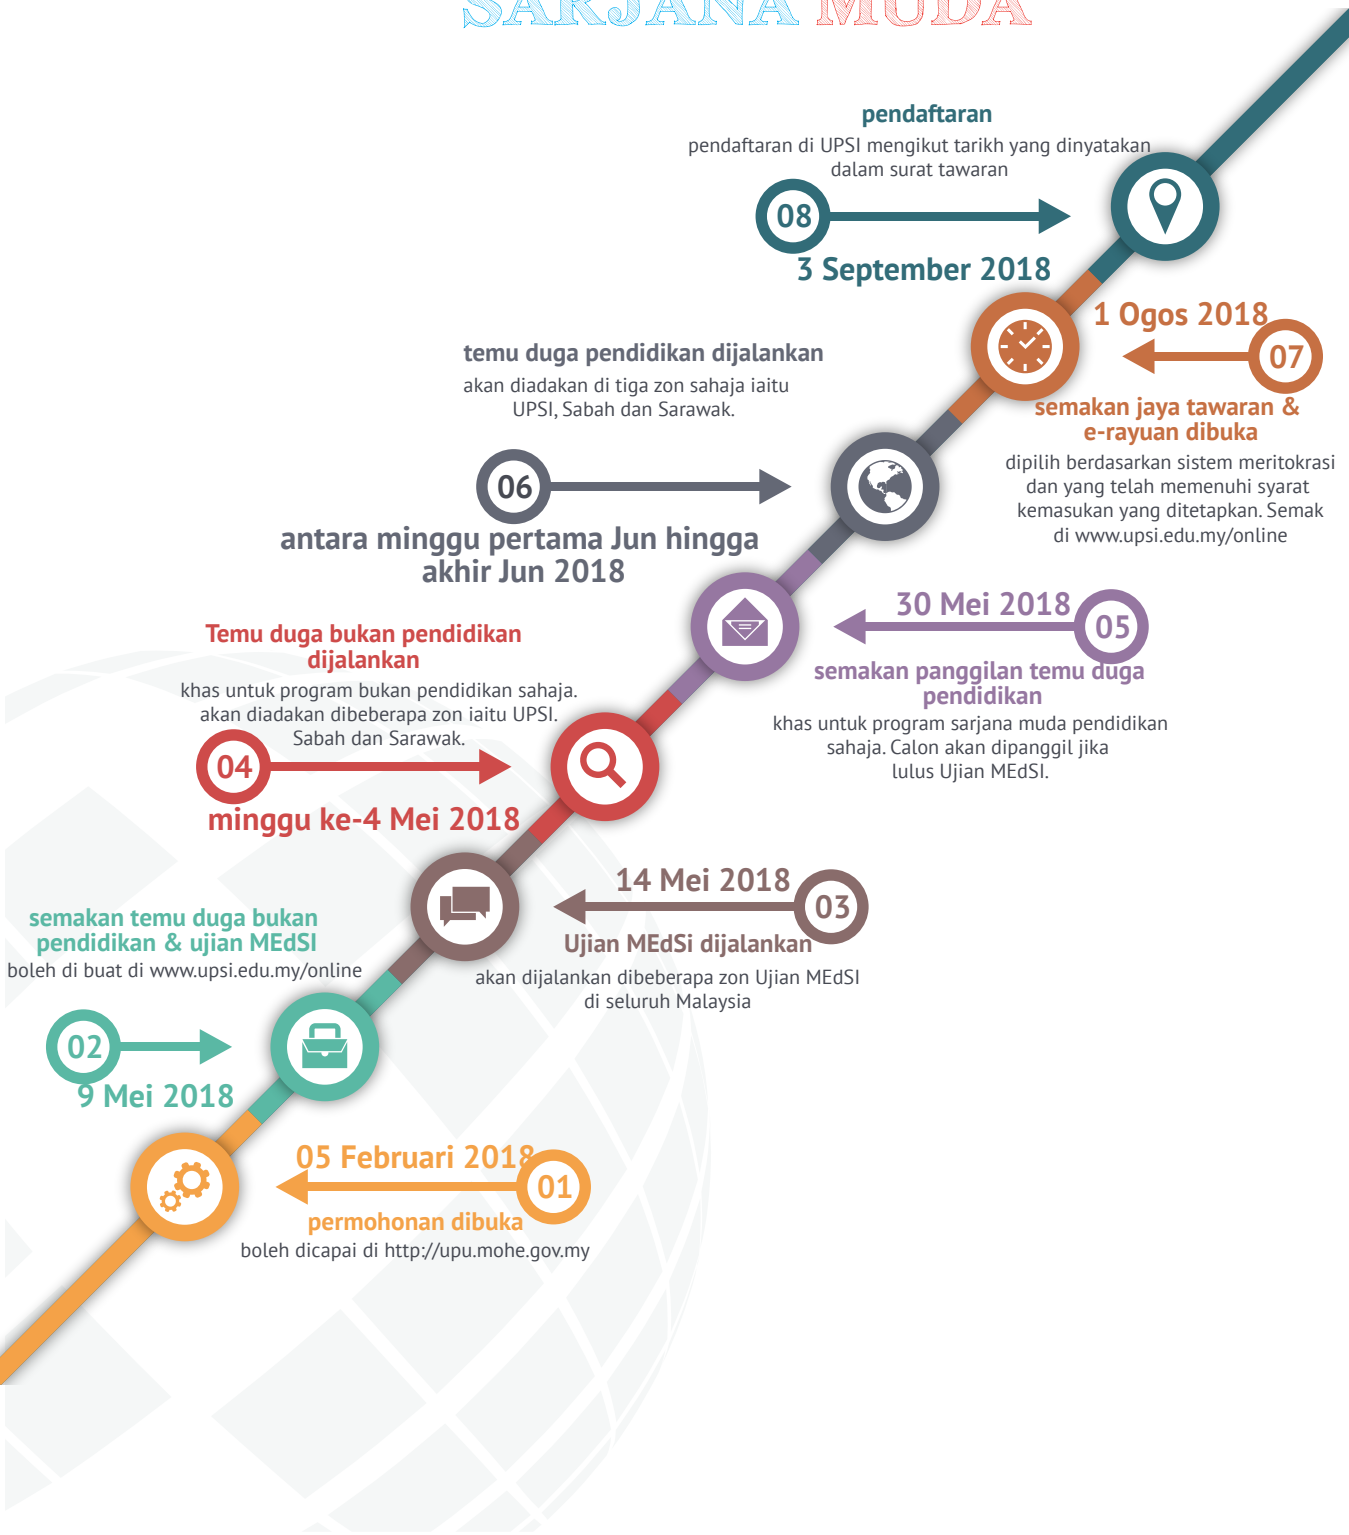 SARJANA MUDA
pendaftaran
pendaftaran di UPSI mengikut tarikh yang dinyatakan
dalam surat tawaran
08
3 September 2018
1 Ogos 2018
07
semakan jaya tawaran &
e-rayuan dibuka
dipilih berdasarkan sistem meritokrasi
dan yang telah memenuhi syarat
kemasukan yang ditetapkan. Semak
di www.upsi.edu.my/online
temu duga pendidikan dijalankan
akan diadakan di tiga zon sahaja iaitu
UPSI, Sabah dan Sarawak.
06
antara minggu pertama Jun hingga
akhir Jun 2018
30 Mei 2018
05
semakan panggilan temu duga
pendidikan
khas untuk program sarjana muda pendidikan
sahaja. Calon akan dipanggil jika
lulus Ujian MEdSI.
Temu duga bukan pendidikan
dijalankan
khas untuk program bukan pendidikan sahaja.
akan diadakan dibeberapa zon iaitu UPSI.
Sabah dan Sarawak.
04
minggu ke-4 Mei 2018
14 Mei 2018
03
Ujian MEdSi dijalankan
akan dijalankan dibeberapa zon Ujian MEdSI
di seluruh Malaysia
semakan temu duga bukan
pendidikan & ujian MEdSI
boleh di buat di www.upsi.edu.my/online
02
9 Mei 2018
05 Februari 2018
01
permohonan dibuka
boleh dicapai di http://upu.mohe.gov.my